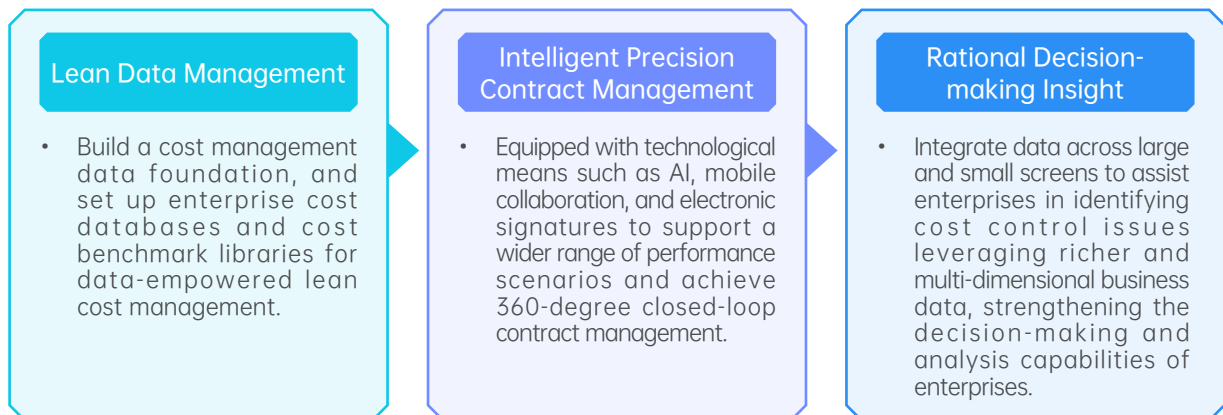 Lean Data Management
• Build a cost management
data foundation, and
set up enterprise cost
databases and cost
benchmark libraries for
data-empowered lean
cost management.
Intelligent Precision
Contract Management
• Equipped with technological
means such as AI, mobile
collaboration, and electronic
signatures to support a
wider range of performance
scenarios and achieve
360-degree closed-loop
contract management.
Rational Decision-
making Insight
• Integrate data across large
and small screens to assist
enterprises in identifying
cost control issues
leveraging richer and
multi-dimensional business
data, strengthening the
decision-making and
analysis capabilities of
enterprises.